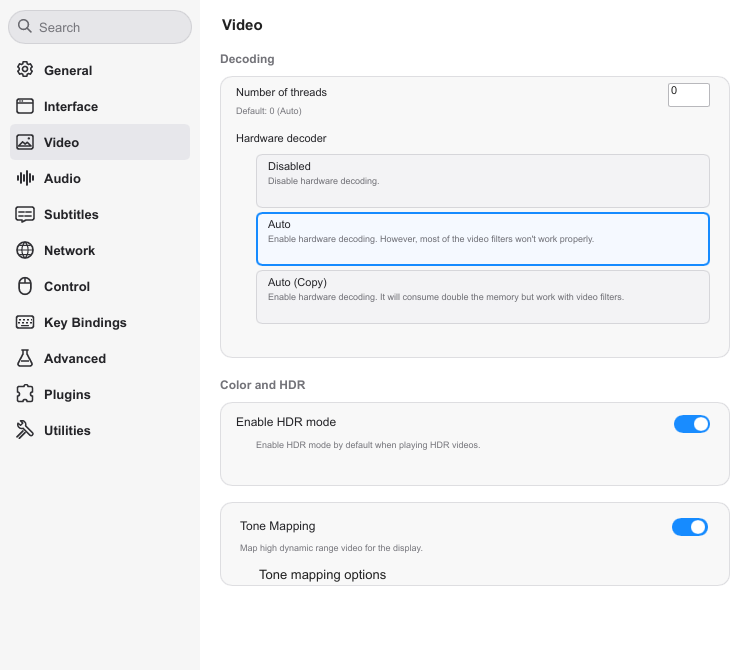 Search
General
Interface
Video
Audio
Subtitles
Network
Control
Key Bindings
Advanced
Plugins
Utilities
Video
Decoding
Number of threads
0
Default: 0 (Auto)
Hardware decoder
Disabled
Disable hardware decoding.
Auto
Enable hardware decoding. However, most of the video filters won't work properly.
Auto (Copy)
Enable hardware decoding. It will consume double the memory but work with video filters.
Color and HDR
Enable HDR mode
Enable HDR mode by default when playing HDR videos.
Tone Mapping
Map high dynamic range video for the display.
Tone mapping options